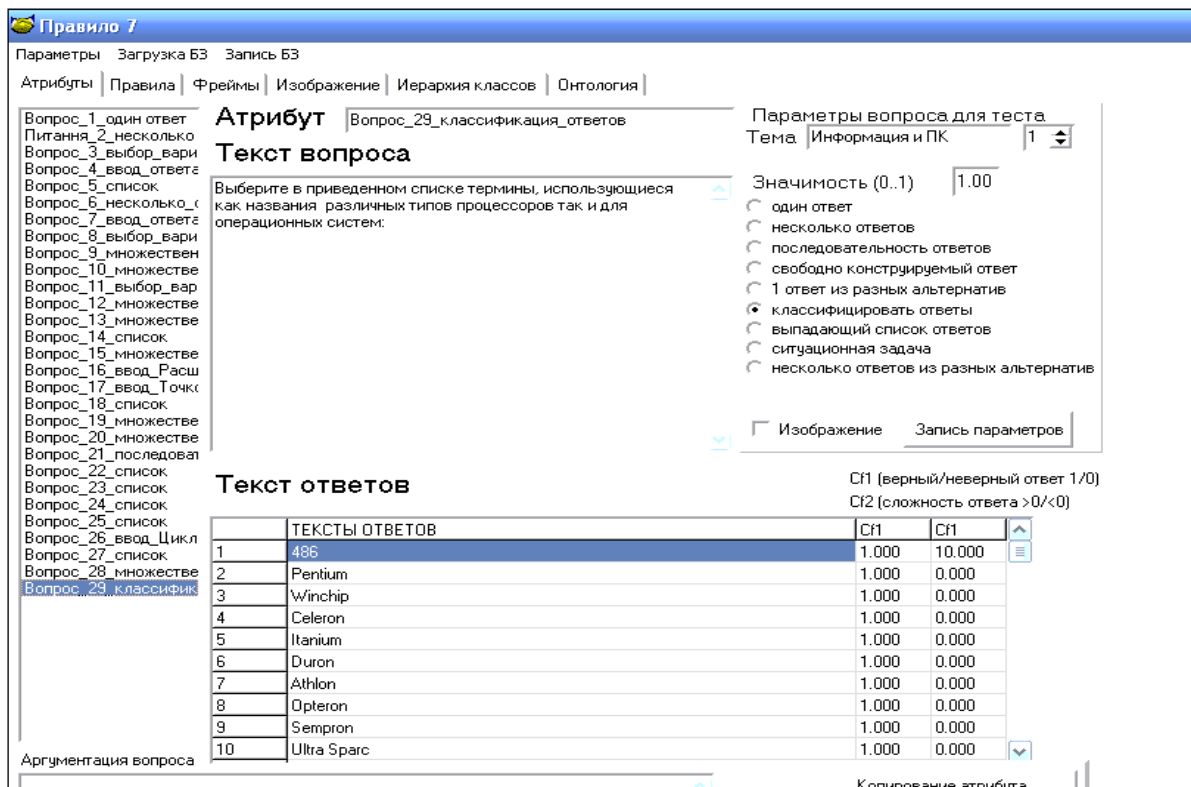 Правило 7
Параметры Загрузка БЗ Запись БЗ
Атрибуты Правила Фреймы Изображение Иерархия классов Онтология
Вопрос_1_один ответ
Питання_2_несколько
Вопрос_3_выбор_вари
Вопрос_4_ввод_ответа
Вопрос_5_список
Вопрос_6_несколько_о
Вопрос_7_ввод_ответа
Вопрос_8_выбор_вари
Вопрос_9_множествен
Вопрос_10_множестве
Вопрос_11_выбор_вар
Вопрос_12_множестве
Вопрос_13_множестве
Вопрос_14_список
Вопрос_15_множестве
Вопрос_16_ввод_Расш
Вопрос_17_ввод_Точко
Вопрос_18_список
Вопрос_19_множестве
Вопрос_20_множестве
Вопрос_21_последоват
Вопрос_22_список
Вопрос_23_список
Вопрос_24_список
Вопрос_25_список
Вопрос_26_ввод_Цикл
Вопрос_27_список
Вопрос_28_множестве
Вопрос_29_классифик
Атрибут Вопрос_29_классификация_ответов
Текст вопроса
Выберите в приведенном списке термины, использующиеся
как названия различных типов процессоров так и для
операционных систем:
Параметры вопроса для теста
Тема Информация и ПК 1
Значимость (0..1) 1.00
один ответ
несколько ответов
последовательность ответов
свободно конструируемый ответ
1 ответ из разных альтернатив
классифицировать ответы
выпадающий список ответов
ситуационная задача
несколько ответов из разных альтернатив
Изображение Запись параметров
Текст ответов
Cf1 (верный/неверный ответ 1/0)
Cf2 (сложность ответа >0/<0)
ТЕКСТЫ ОТВЕТОВ Cf1 Cf1
1 486 1.000 10.000
2 Pentium 1.000 0.000
3 Winchip 1.000 0.000
4 Celeron 1.000 0.000
5 Itanium 1.000 0.000
6 Duron 1.000 0.000
7 Athlon 1.000 0.000
8 Opteron 1.000 0.000
9 Sempron 1.000 0.000
10 Ultra Sparc 1.000 0.000
Аргументация вопроса
Копирование атрибута